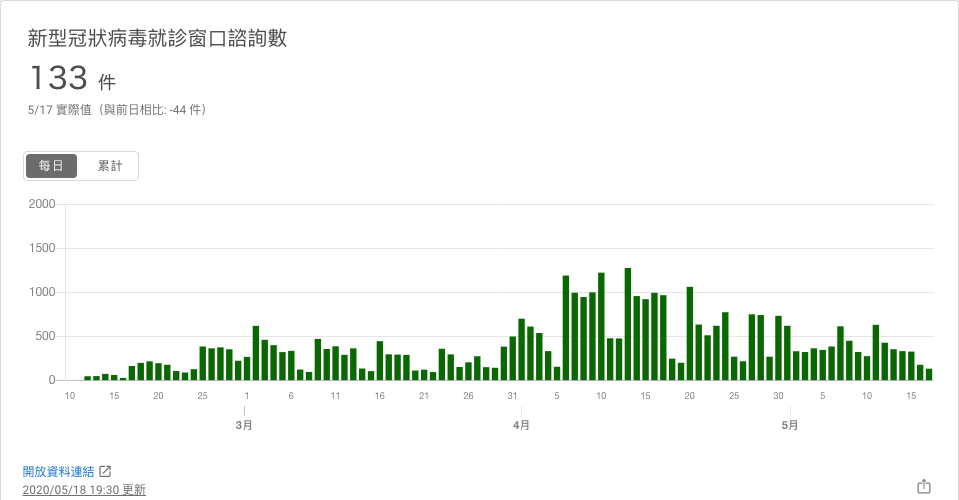 新型冠狀病毒就診窗口諮詢數
133 件
5/17 實際值（與前日相比: -44 件）
每日 累計
2000
1500
1000
500
0
10 15 20 25 1 6 11 16 21 26 31 5 10 15 20 25 30 5 10 15
3月 4月 5月
開放資料連結
2020/05/18 19:30 更新